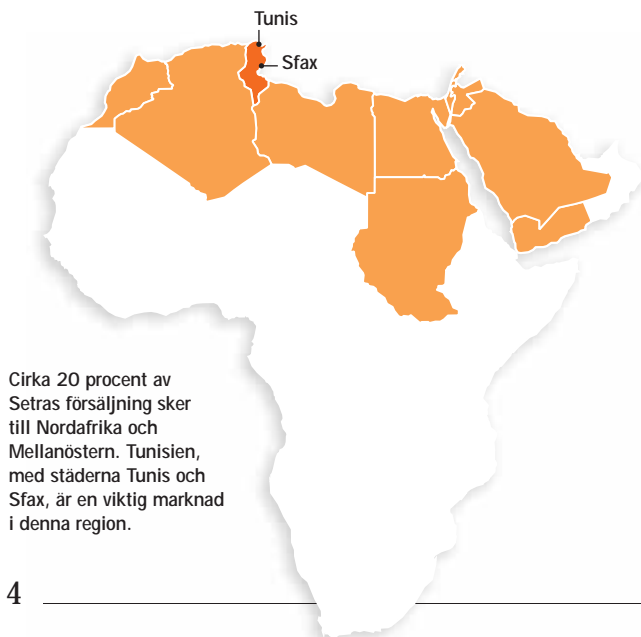 Tunis
Sfax
Cirka 20 procent av
Setras försäljning sker
till Nordafrika och
Mellanöstern. Tunisien,
med städerna Tunis och
Sfax, är en viktig marknad
i denna region.
4